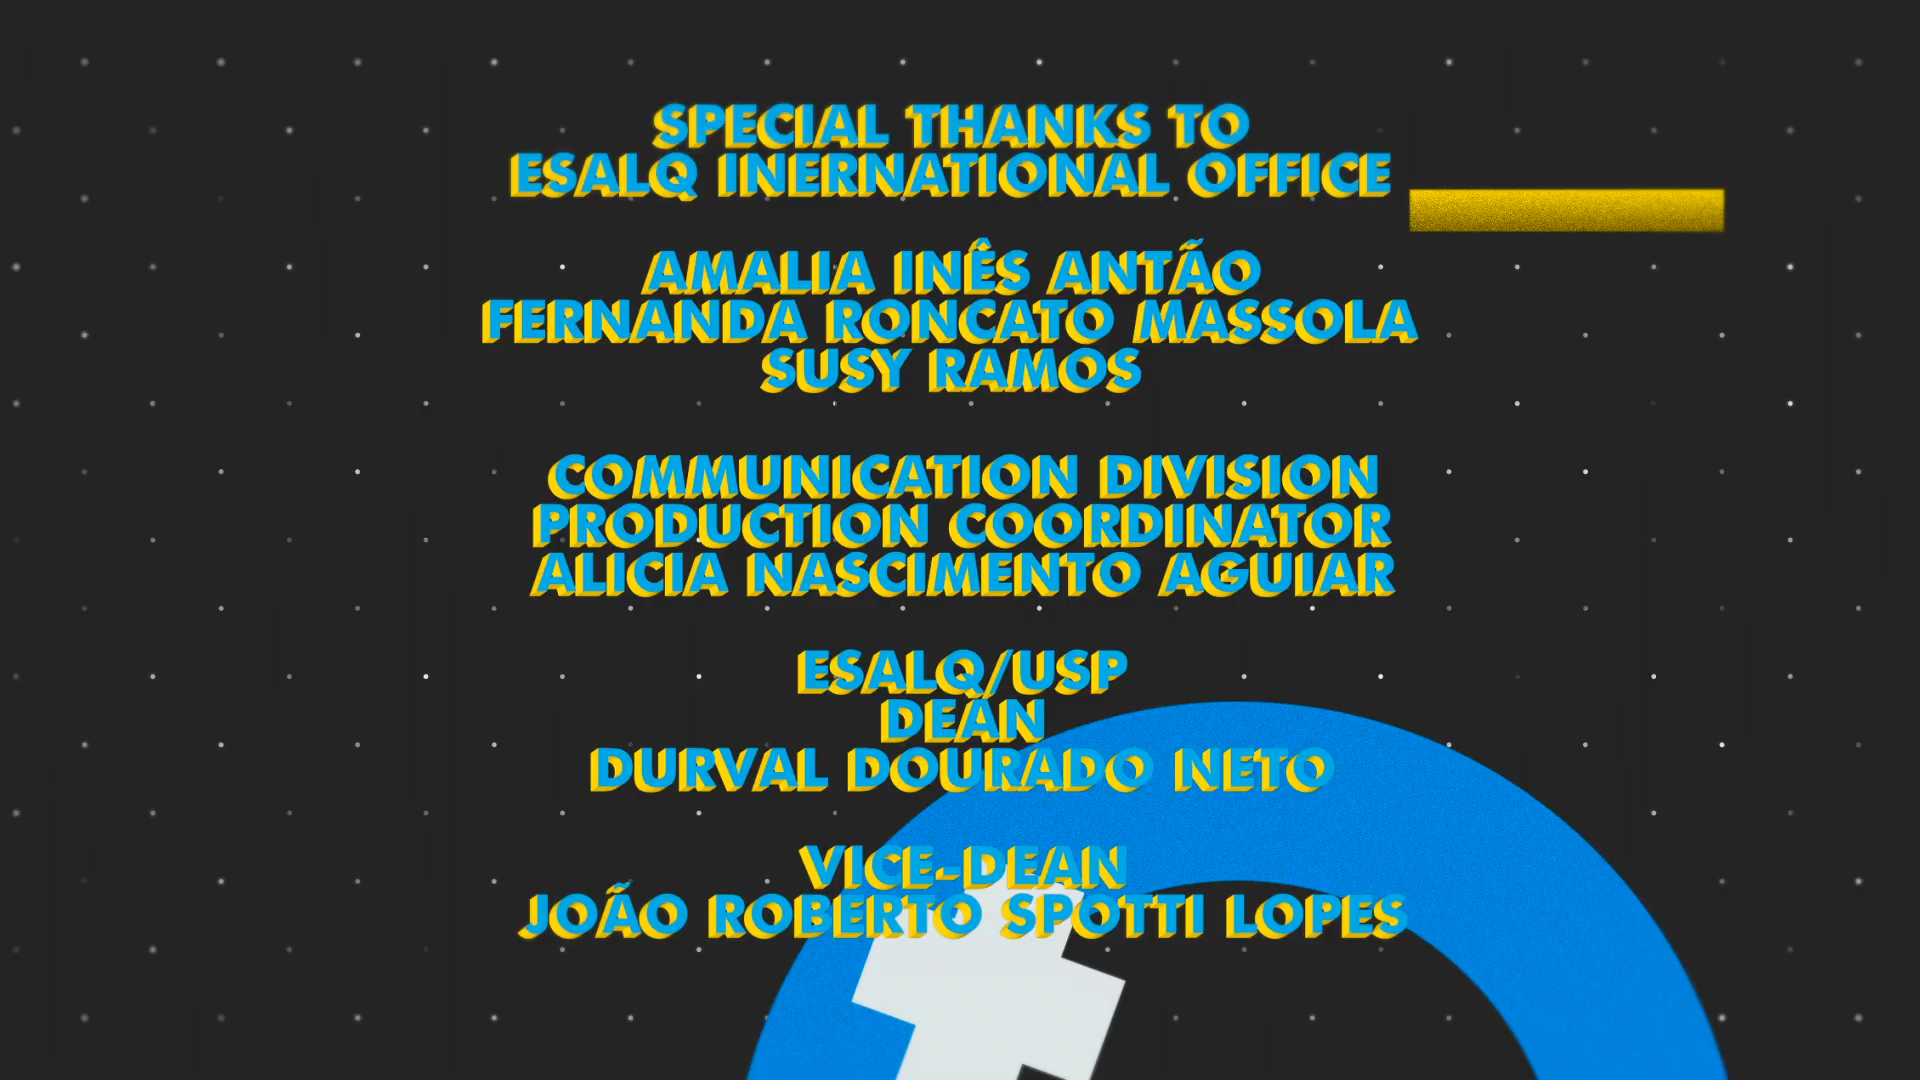 SPECIAL THANKS TO
ESALQ INERNATIONAL OFFICE
AMALIA INÊS ANTÃO
FERNANDA RONCATO MASSOLA
SUSY RAMOS
COMMUNICATION DIVISION
PRODUCTION COORDINATOR
ALICIA NASCIMENTO AGUIAR
ESALQ/USP
DEAN
DURVAL DOURADO NETO
VICE-DEAN
JOÃO ROBERTO SPOTTI LOPES